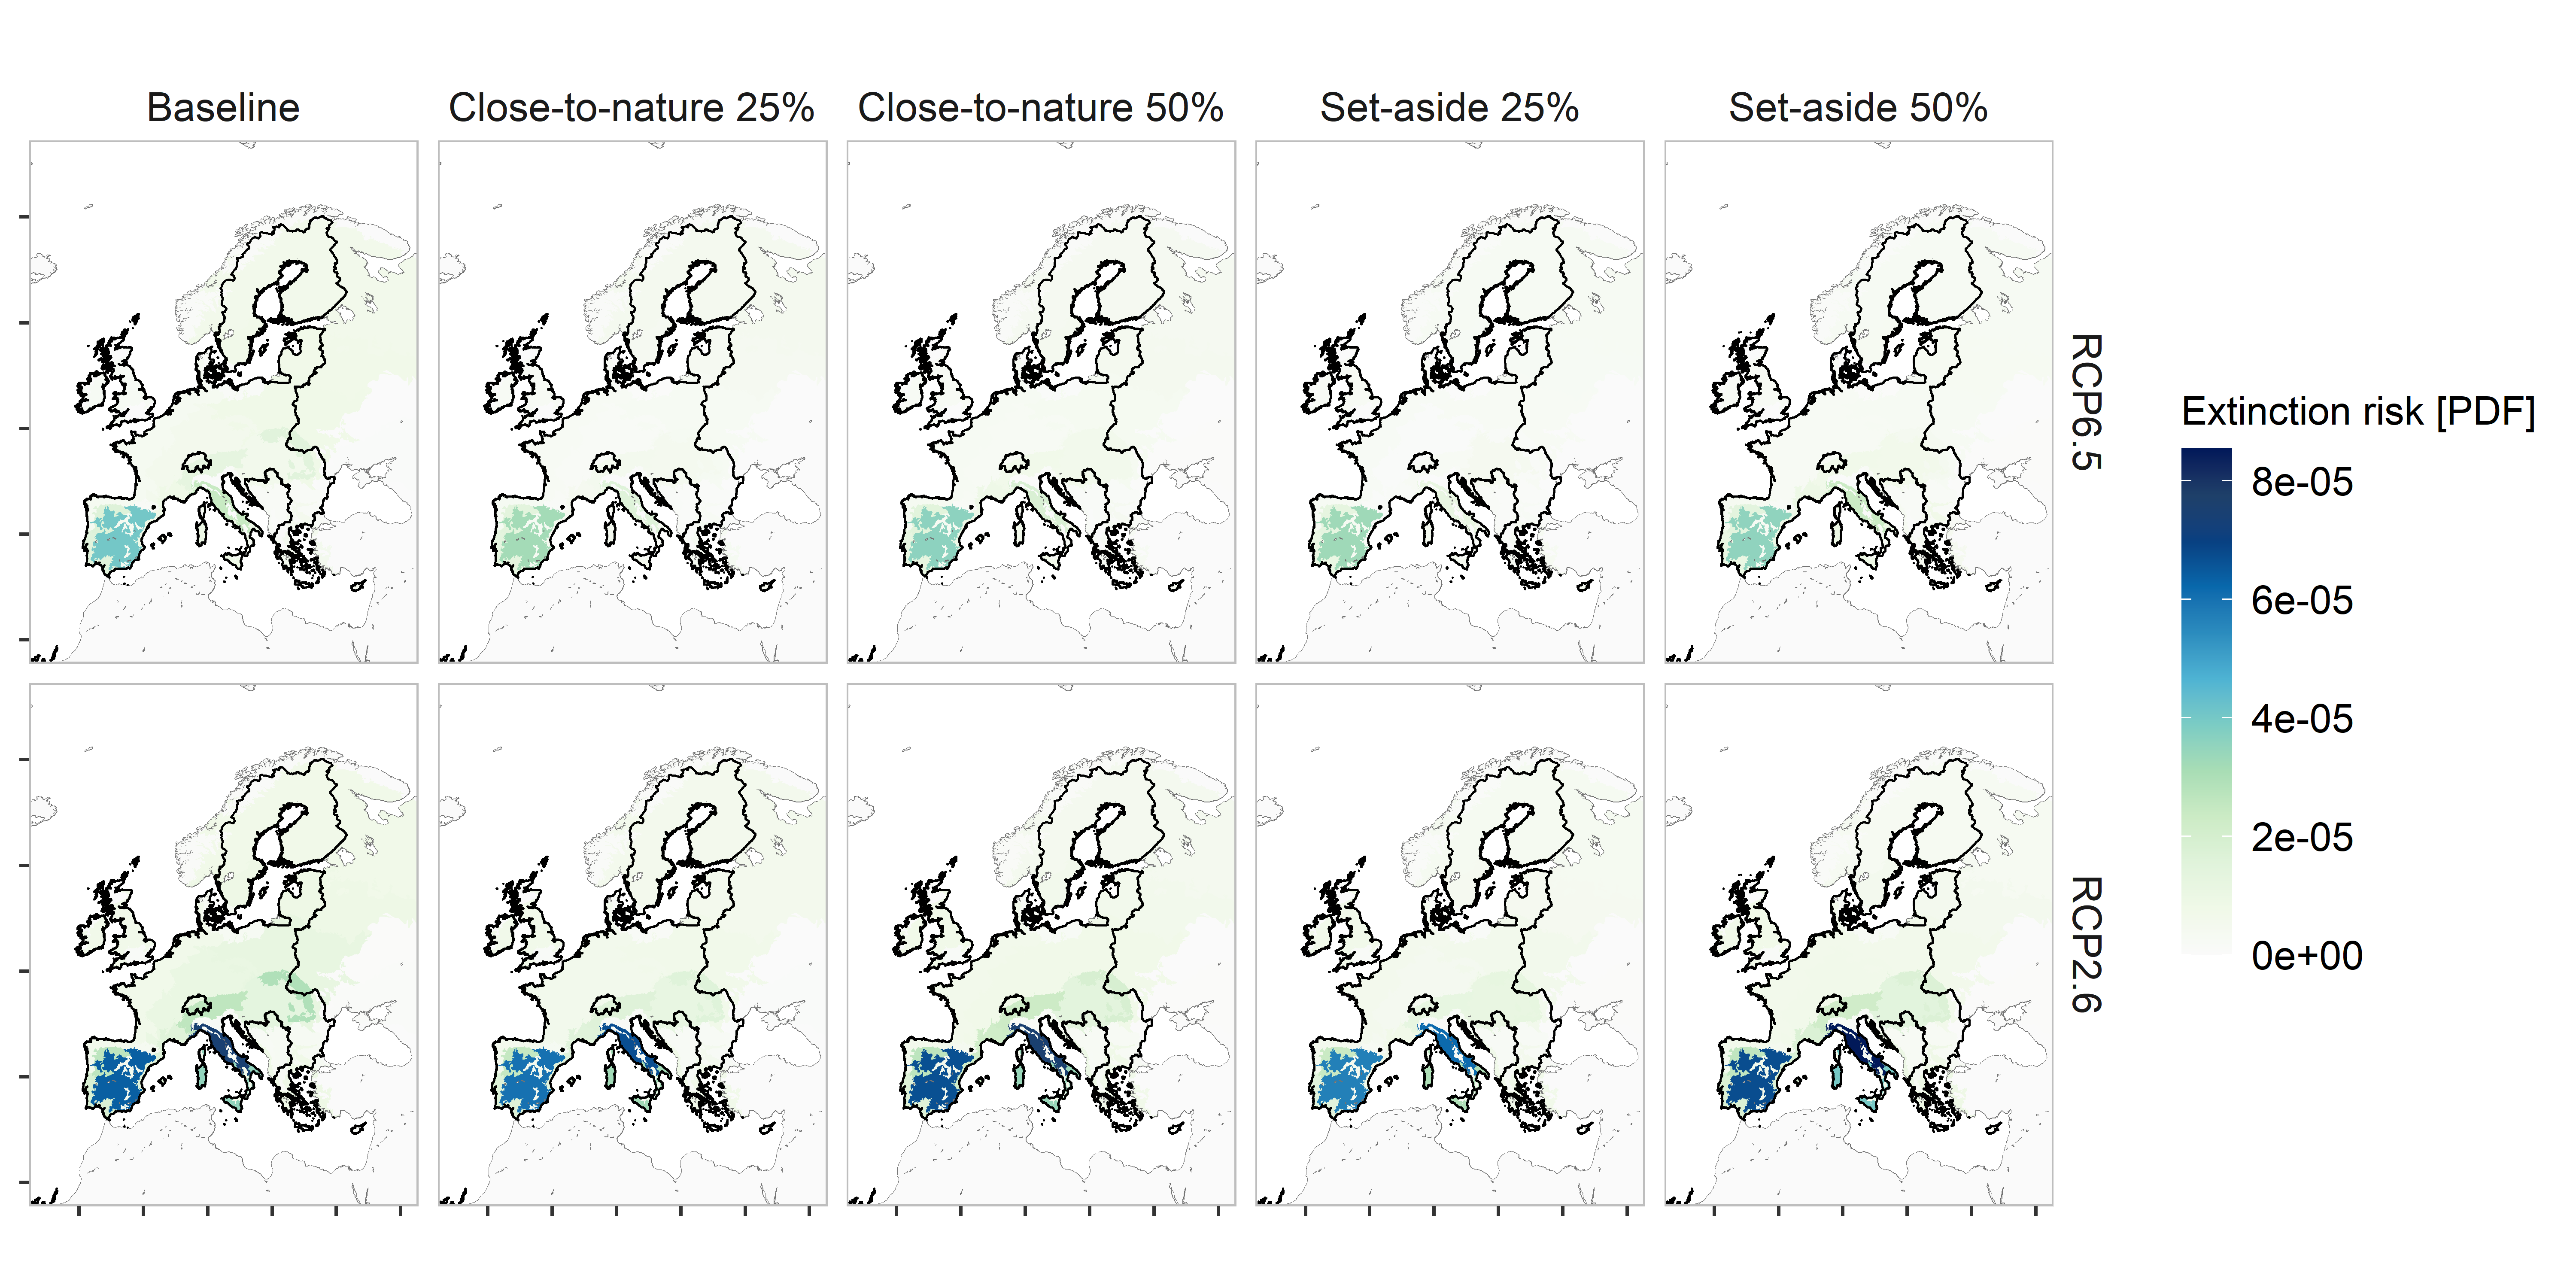 Baseline
Close-to-nature 25%
Close-to-nature 50%
Set-aside 25%
Set-aside 50%
RCP6.5
RCP2.6
Extinction risk [PDF]
8e-05
6e-05
4e-05
2e-05
0e+00